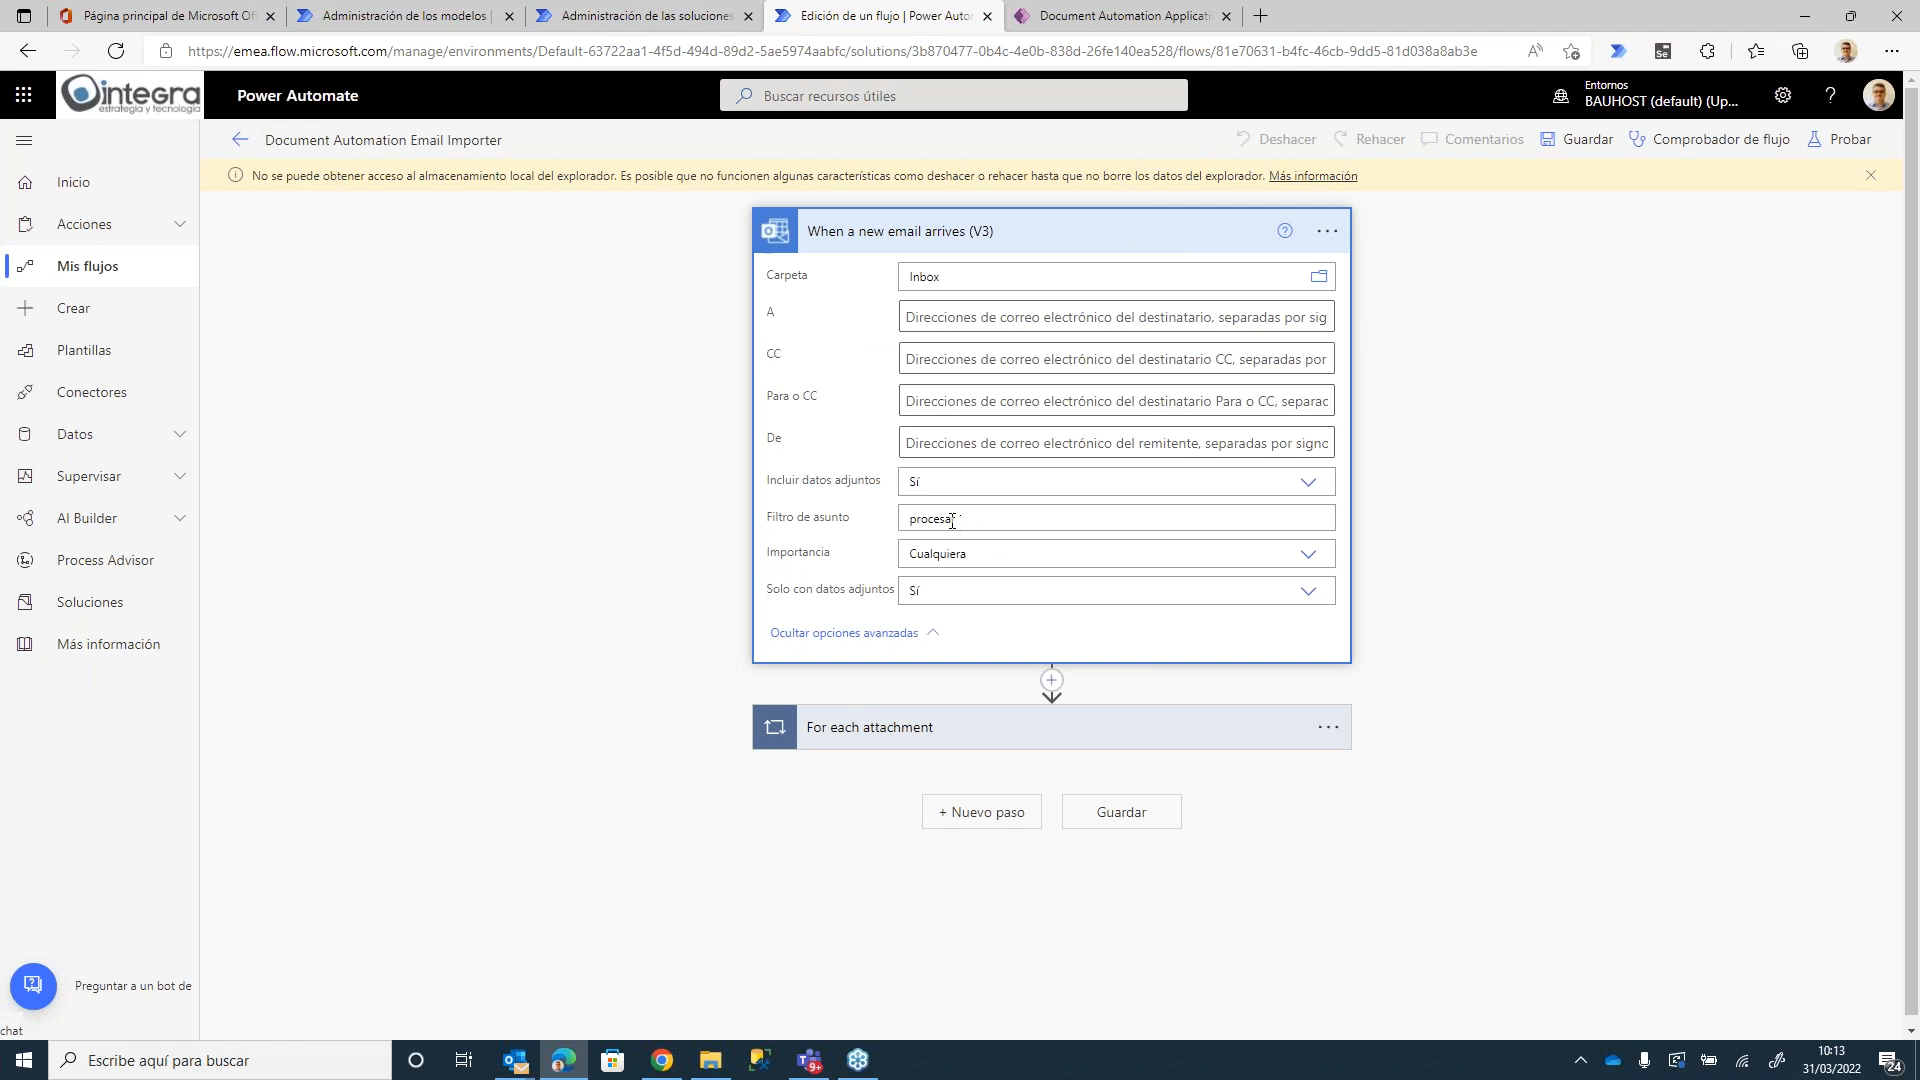 Página principal de Microsoft Of
Administración de los modelos |
Administración de las soluciones
Edición de un flujo | Power Auto
Document Automation Applicati
https://emea.flow.microsoft.com/manage/environments/Default-63722aa1-4f5d-494d-89d2-5ae5974aabfc/solutions/3b870477-0b4c-4e0b-838d-26fe140ea528/flows/81e70631-b4fc-46cb-9dd5-81d038a8ab3e
integra
estrategia y tecnología
Power Automate
Buscar recursos útiles
Entornos
BAUHOST (default) (Up...
Document Automation Email Importer
Deshacer
Rehacer
Comentarios
Guardar
Comprobador de flujo
Probar
No se puede obtener acceso al almacenamiento local del explorador. Es posible que no funcionen algunas características como deshacer o rehacer hasta que no borre los datos del explorador. Más información
Inicio
Acciones
Mis flujos
Crear
Plantillas
Conectores
Datos
Supervisar
AI Builder
Process Advisor
Soluciones
Más información
When a new email arrives (V3)
Carpeta
Inbox
A
Direcciones de correo electrónico del destinatario, separadas por sig
CC
Direcciones de correo electrónico del destinatario CC, separadas por
Para o CC
Direcciones de correo electrónico del destinatario Para o CC, separac
De
Direcciones de correo electrónico del remitente, separadas por signo
Incluir datos adjuntos
Sí
Filtro de asunto
procesar
Importancia
Cualquiera
Solo con datos adjuntos
Sí
Ocultar opciones avanzadas
For each attachment
+ Nuevo paso
Guardar
Preguntar a un bot de
chat
Escribe aquí para buscar
9+
10:13
31/03/2022
24